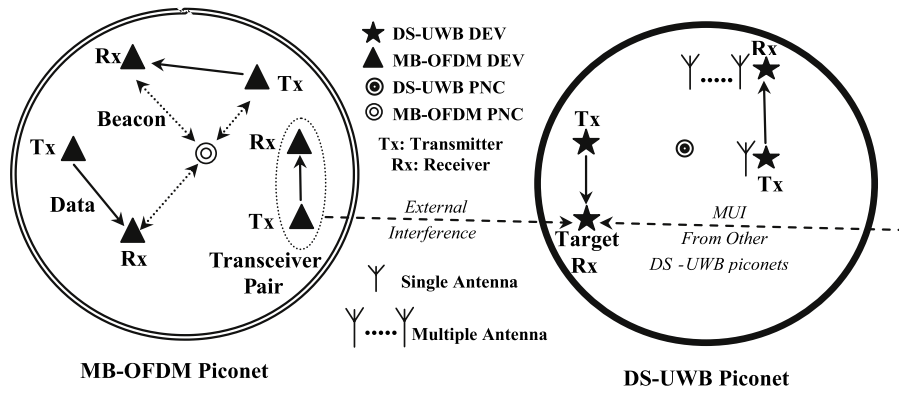 Rx
Tx
Beacon
Tx
Rx
Data
Tx
Rx
Transceiver
Pair
MB-OFDM Piconet
DS-UWB DEV
MB-OFDM DEV
DS-UWB PNC
MB-OFDM PNC
Tx: Transmitter
Rx: Receiver
External
Interference
Single Antenna
Multiple Antenna
Rx
Tx
Tx
Target
Rx
MUI
From Other
DS -UWB piconets
DS-UWB Piconet